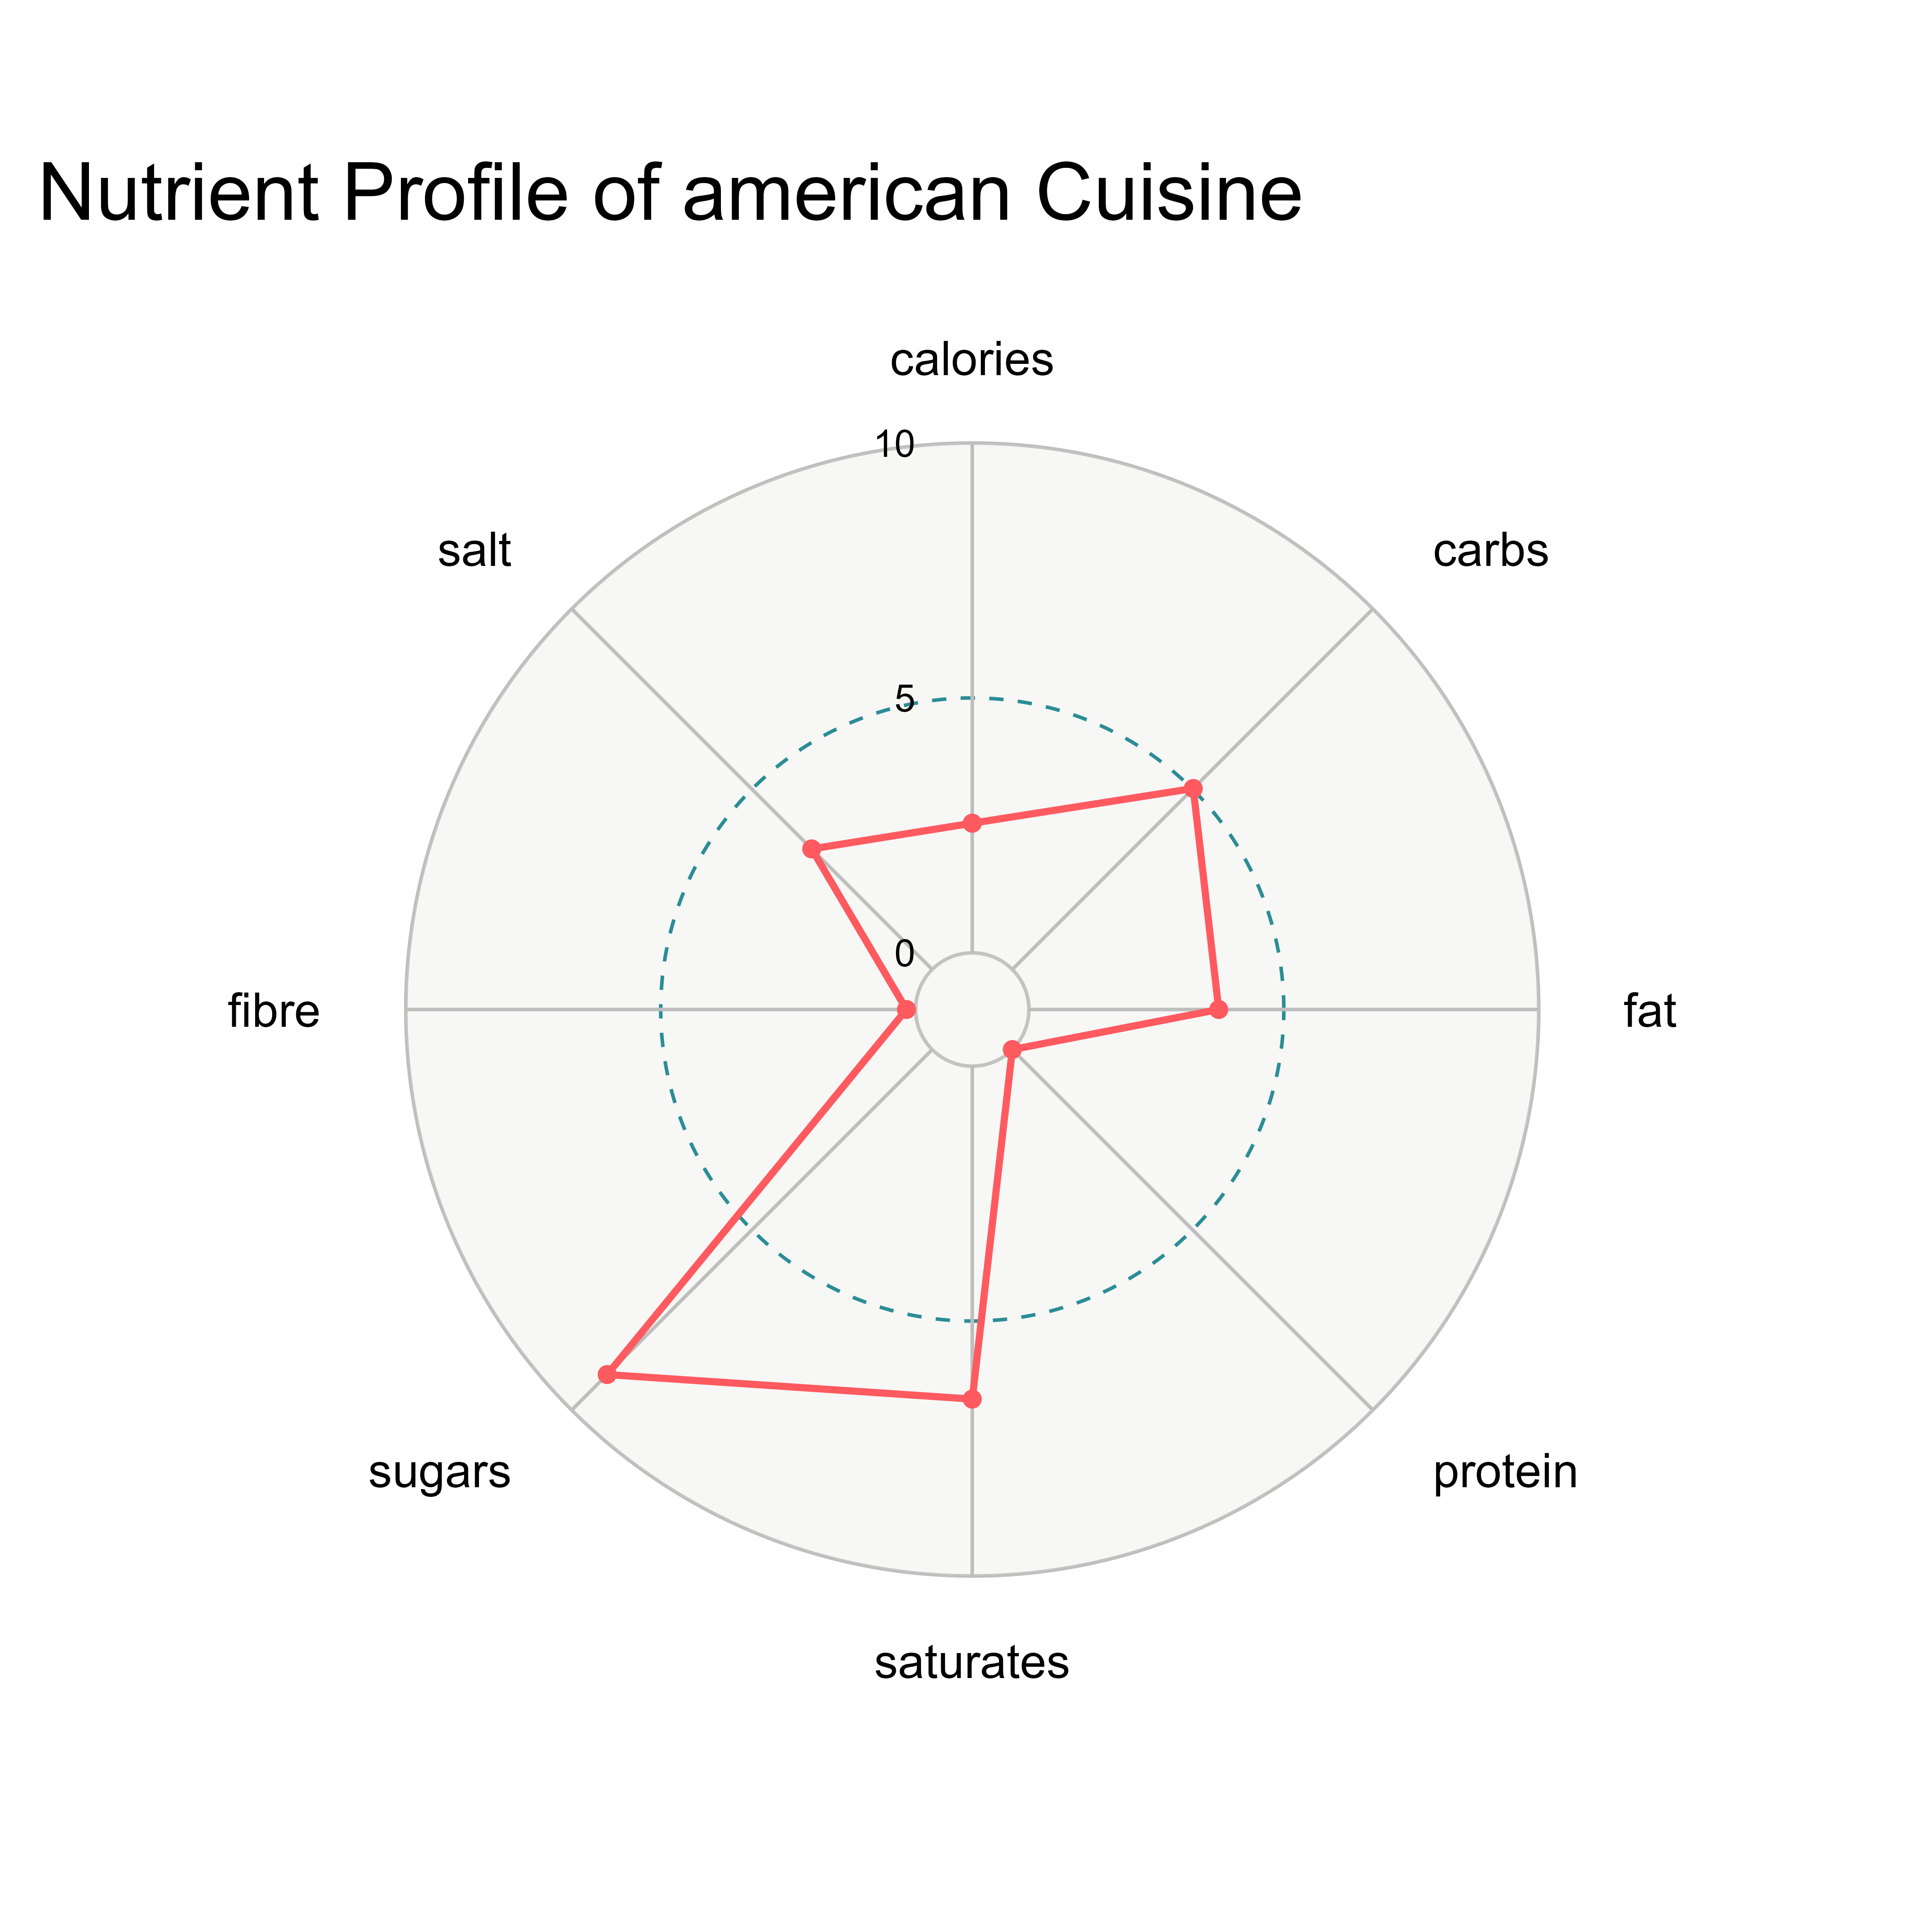 Nutrient Profile of american Cuisine
calories
10
salt
carbs
5
0
fibre
fat
sugars
protein
saturates